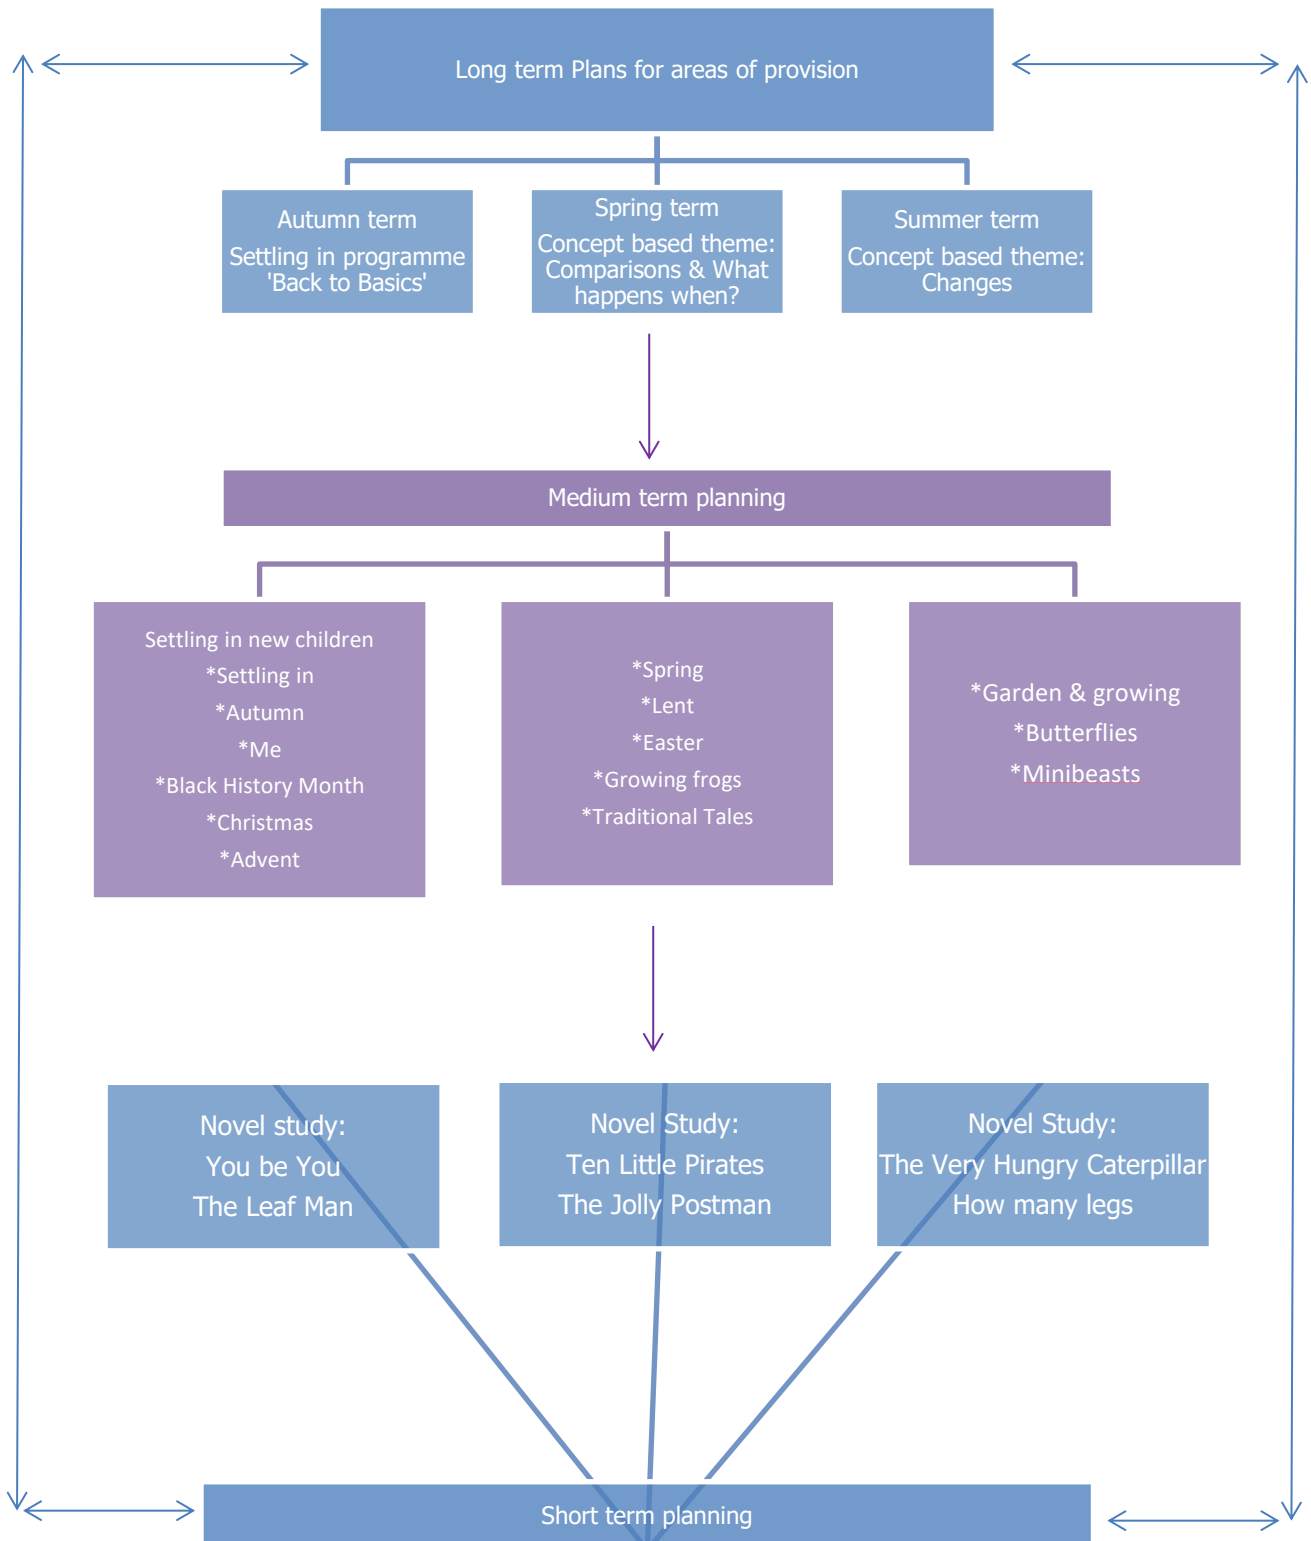 Long term Plans for areas of provision
Autumn term
Settling in programme
'Back to Basics'
Spring term
Concept based theme:
Comparisons & What
happens when?
Summer term
Concept based theme:
Changes
Medium term planning
Settling in new children
*Settling in
*Autumn
*Me
*Black History Month
*Christmas
*Advent
*Spring
*Lent
*Easter
*Growing frogs
*Traditional Tales
*Garden & growing
*Butterflies
*Minibeasts
Novel study:
You be You
The Leaf Man
Novel Study:
Ten Little Pirates
The Jolly Postman
Novel Study:
The Very Hungry Caterpillar
How many legs
Short term planning